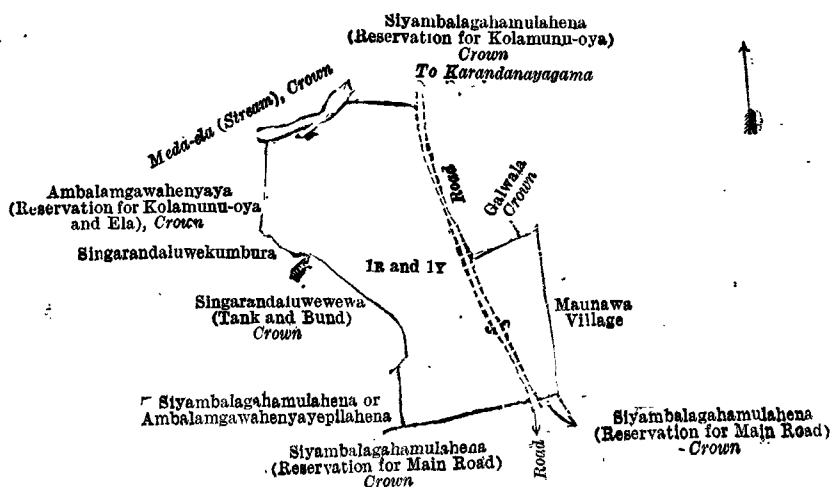 Siyambalagahamulahena
(Reservation for Kolamunu-oya)
Crown
To Karandanayagama
Meda-ela (Stream), Crown
Road
Galwala
Crown
Ambalamgawahenyaya
(Reservation for Kolamunu-oya
and Ela), Crown
Singarandaluwekumbura
1R and 1Y
Singarandaluwewewa
(Tank and Bund)
Crown
Maunawa
Village
Siyambalagahamulahena or
Ambalamgawahenyayepilahena
Siyambalagahamulahena
(Reservation for Main Road)
Crown
Road
Siyambalagahamulahena
(Reservation for Main Road)
Crown